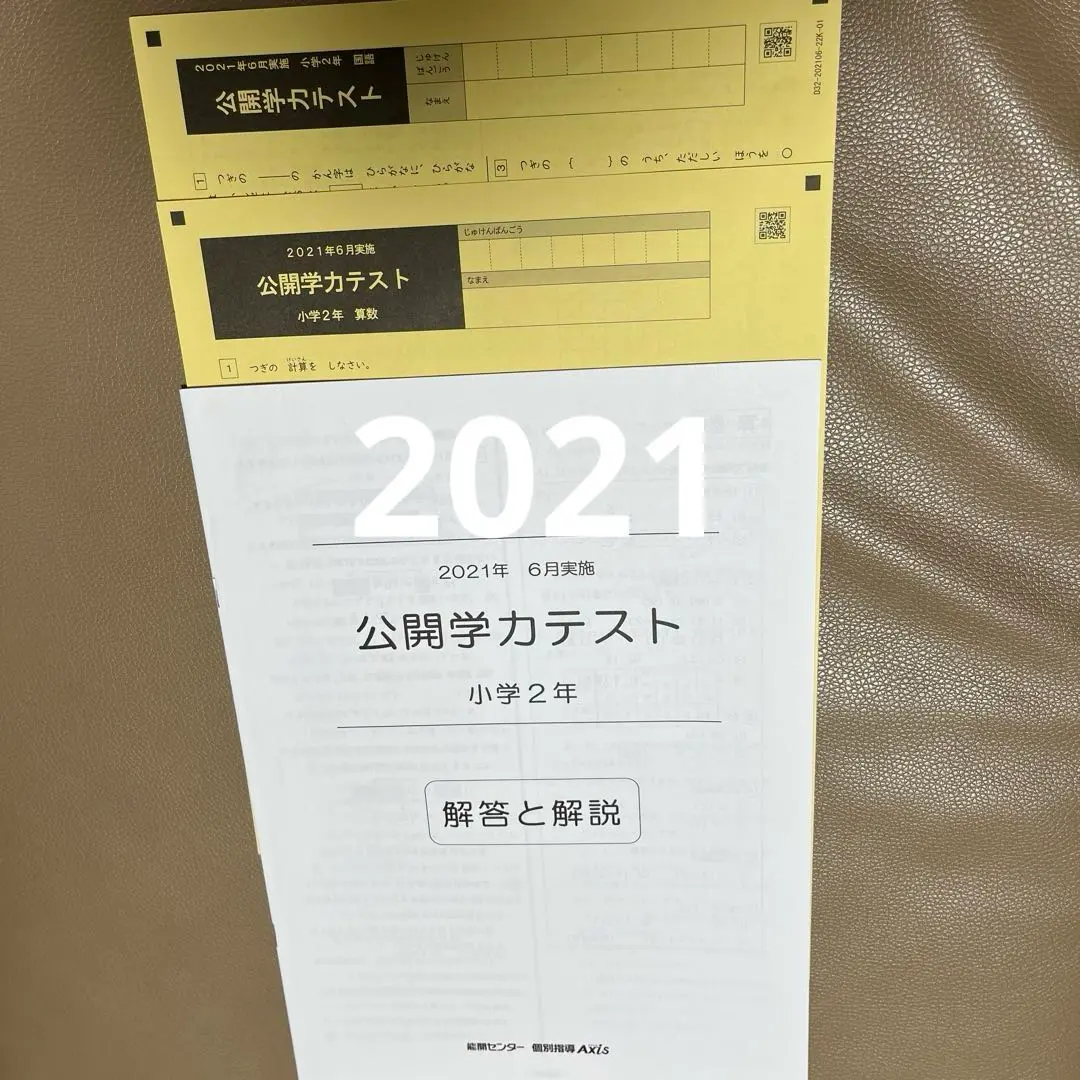 2021年6月実施 小学2年 国語
公開学力テスト
じゅけん
ばんごう
なまえ
D32-202106-22K-01
1 つぎの ――の かん字は ひらがなに、ひらがな
3 つぎの （ ）の うち、ただしい ほうを ○
2021年6月実施
公開学力テスト
小学2年 算数
じゅけんばんごう
なまえ
1 つぎの 計算を しなさい。
けいさん
2021
2021年 6月実施
公開学力テスト
小学2年
解答と解説
能開センター 個別指導 Axis